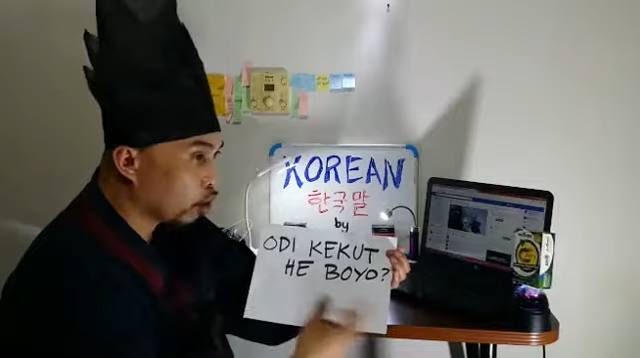 KOREAN
한국말
by
ODI KEKUT
HE BOYO?